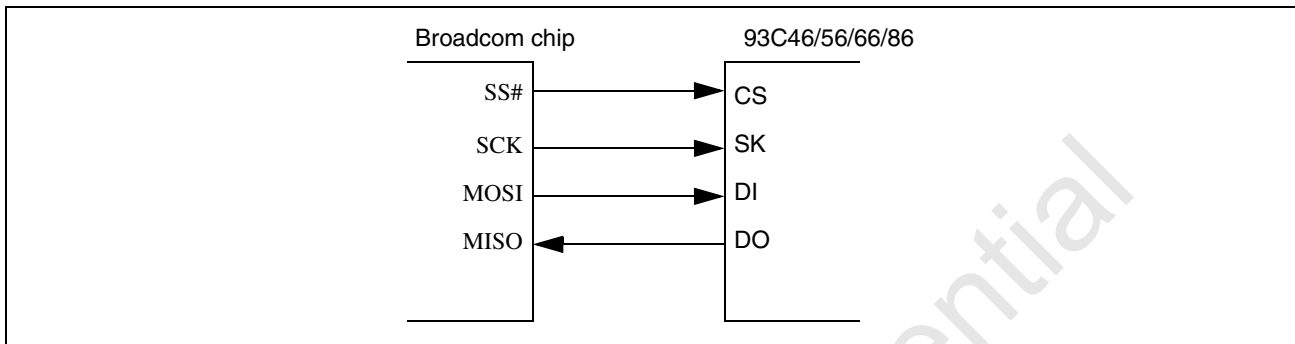 Broadcom chip 93C46/56/66/86
SS# CS
SCK SK
MOSI DI
MISO DO